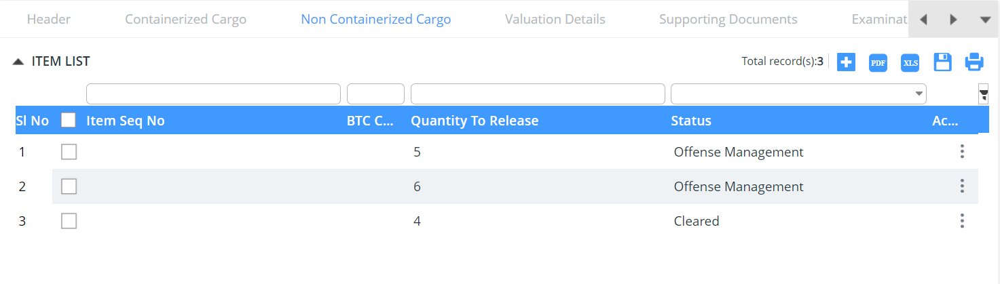 Header Containerized Cargo Non Containerized Cargo Valuation Details Supporting Documents Examinat
ITEM LIST Total record(s):3 PDF XLS
Sl No Item Seq No BTC C... Quantity To Release Status Ac...
1 5 Offense Management
2 6 Offense Management
3 4 Cleared